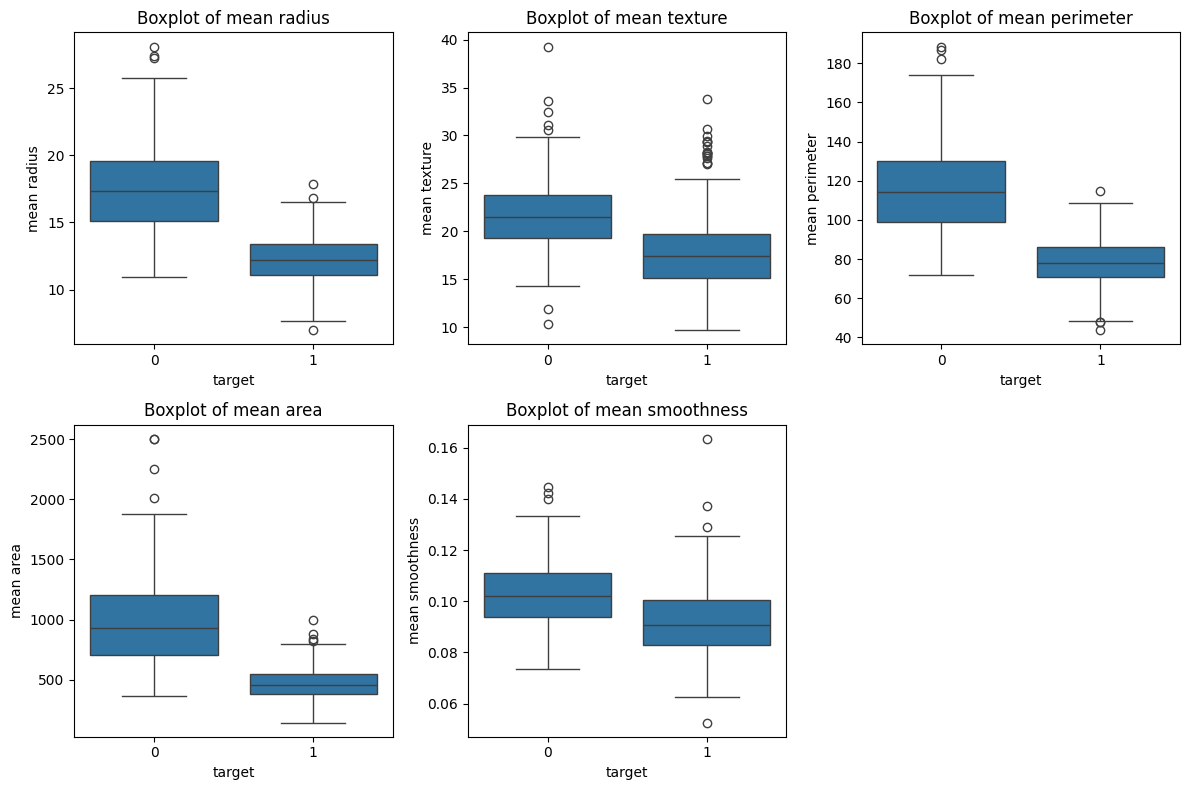 Boxplot of mean radius
mean radius
25
20
15
10
0 1
target
Boxplot of mean texture
mean texture
40
35
30
25
20
15
10
0 1
target
Boxplot of mean perimeter
mean perimeter
180
160
140
120
100
80
60
40
0 1
target
Boxplot of mean area
mean area
2500
2000
1500
1000
500
0 1
target
Boxplot of mean smoothness
mean smoothness
0.16
0.14
0.12
0.10
0.08
0.06
0 1
target